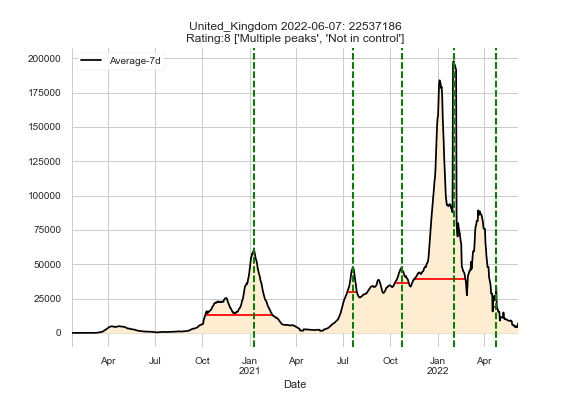 United_Kingdom 2022-06-07: 22537186
Rating:8 ['Multiple peaks', 'Not in control']
Average-7d
200000
175000
150000
125000
100000
75000
50000
25000
0
Apr Jul Oct Jan Apr Jul Oct Jan Apr
2021 2022
Date